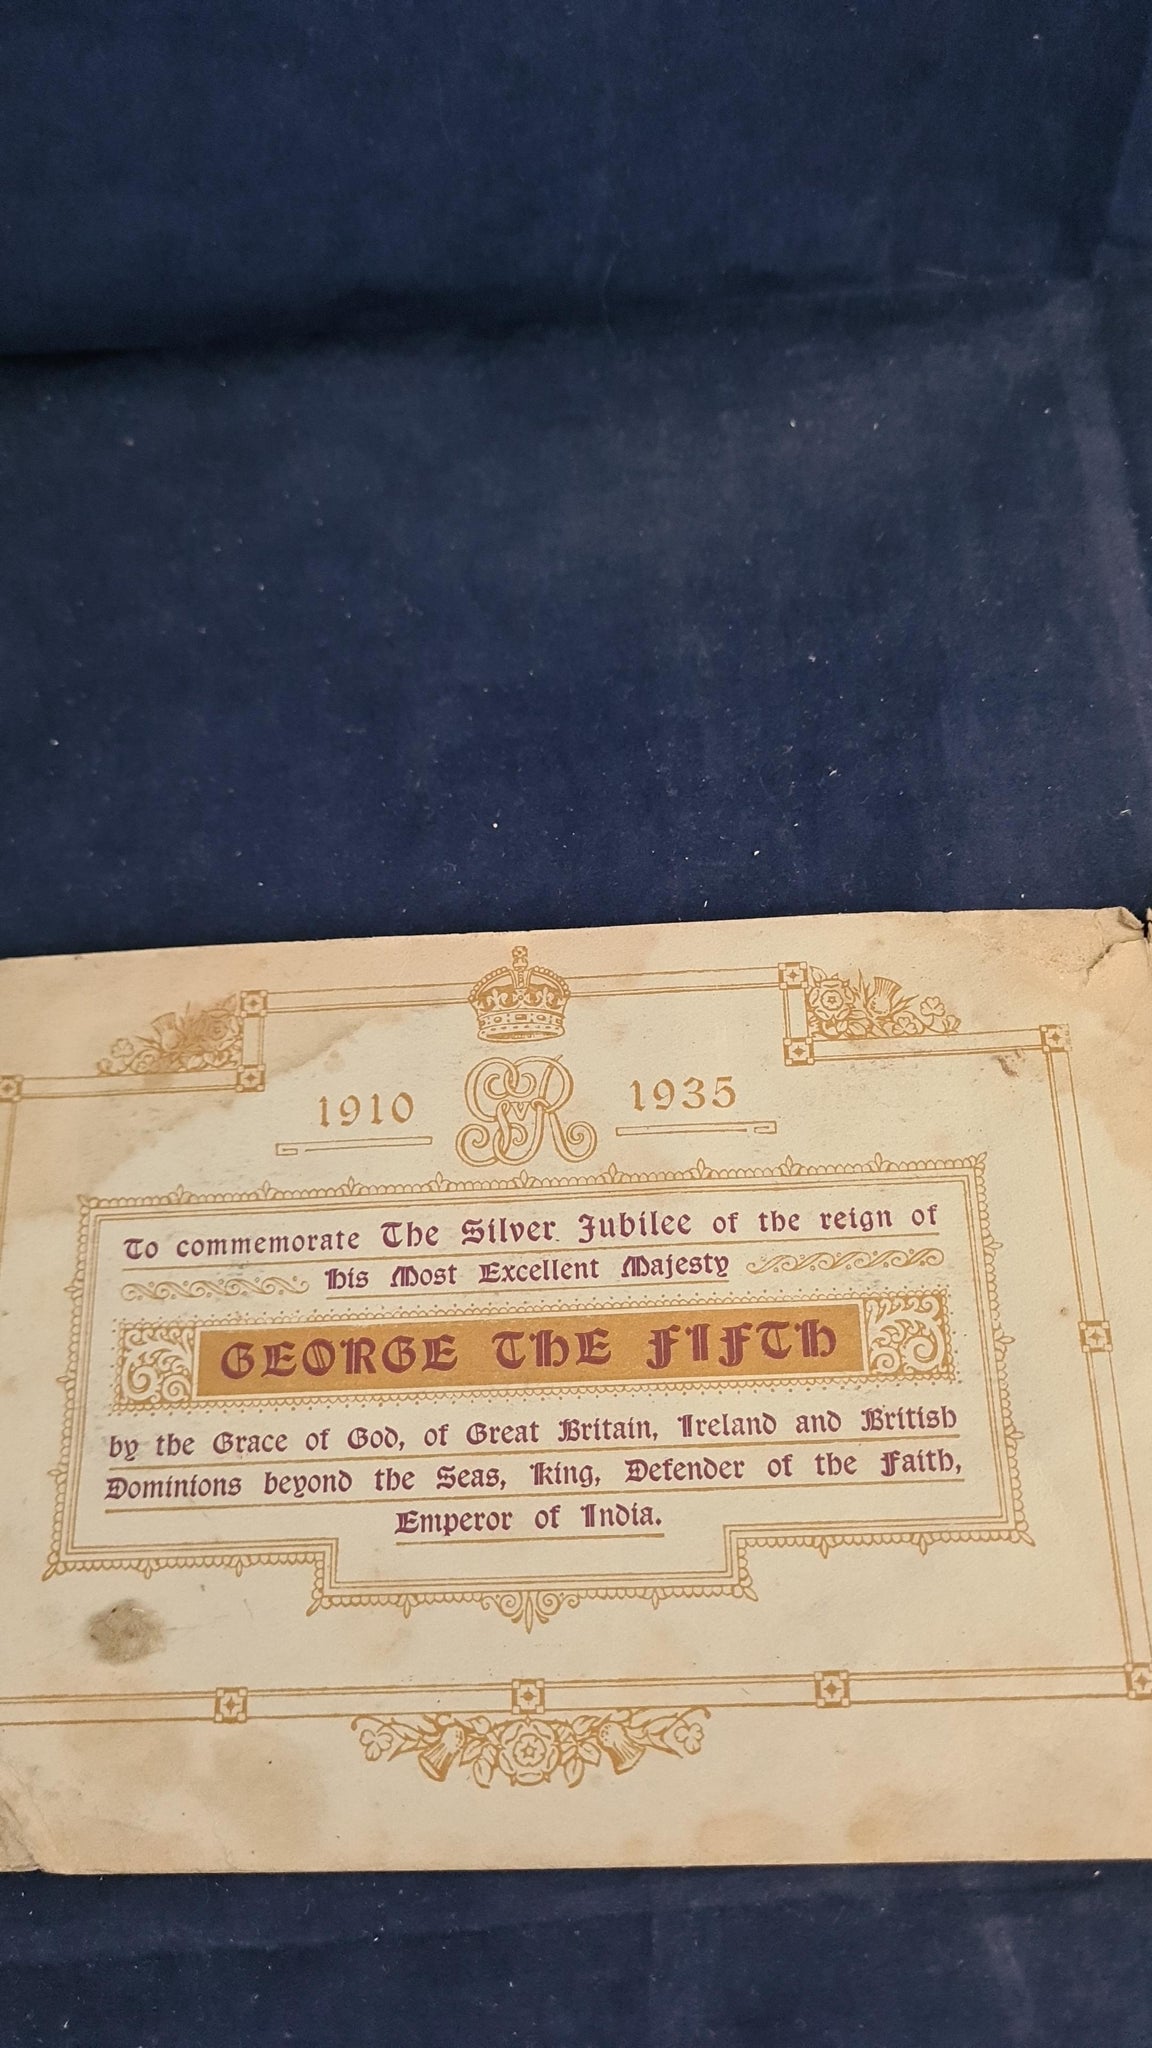 1910 GVR 1935
To commemorate The Silver Jubilee of the reign of
His Most Excellent Majesty
GEORGE THE FIFTH
by the Grace of God, of Great Britain, Ireland and British
Dominions beyond the Seas, King, Defender of the Faith,
Emperor of India.